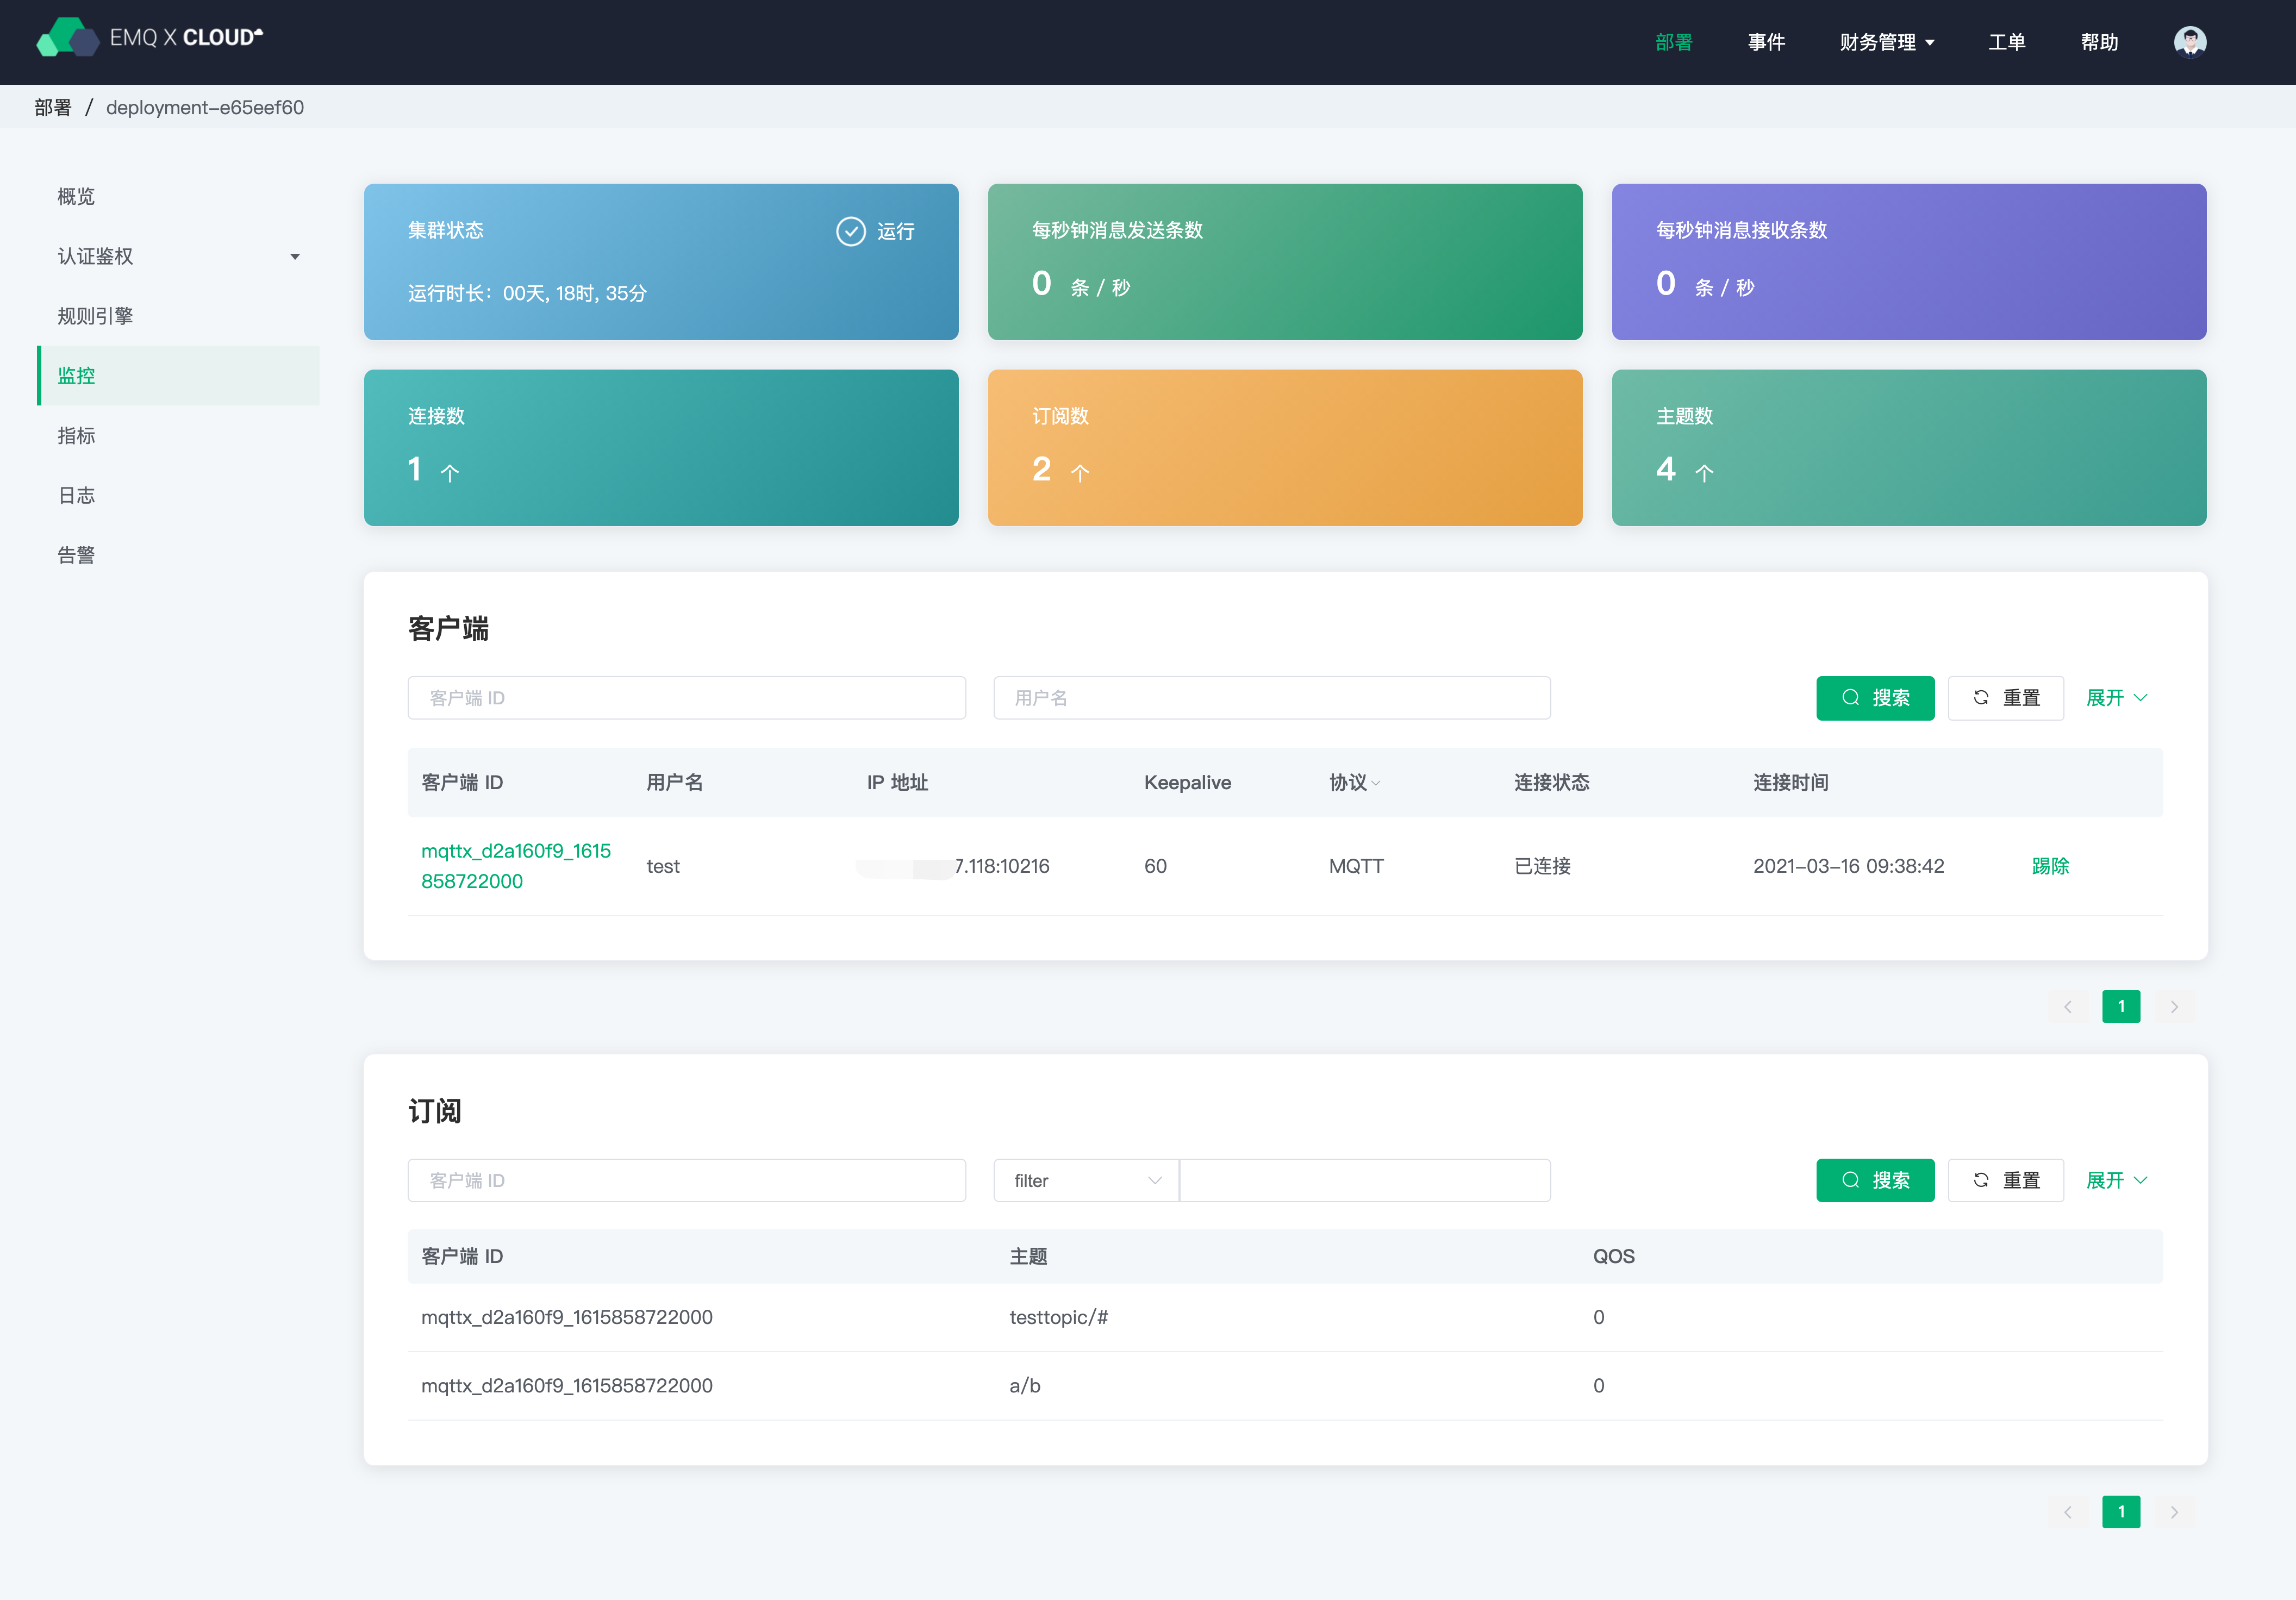 EMQ X CLOUD
部署 事件 财务管理 工单 帮助
部署 / deployment-e65eef60
概览
认证鉴权
规则引擎
监控
指标
日志
告警
集群状态 运行
运行时长：00天, 18时, 35分
每秒钟消息发送条数
0 条 / 秒
每秒钟消息接收条数
0 条 / 秒
连接数
1 个
订阅数
2 个
主题数
4 个
客户端
客户端 ID 用户名 搜索 重置 展开
客户端 ID 用户名 IP 地址 Keepalive 协议 连接状态 连接时间
mqttx_d2a160f9_1615
858722000 test 7.118:10216 60 MQTT 已连接 2021-03-16 09:38:42 踢除
1
订阅
客户端 ID filter 搜索 重置 展开
客户端 ID 主题 QOS
mqttx_d2a160f9_1615858722000 testtopic/# 0
mqttx_d2a160f9_1615858722000 a/b 0
1